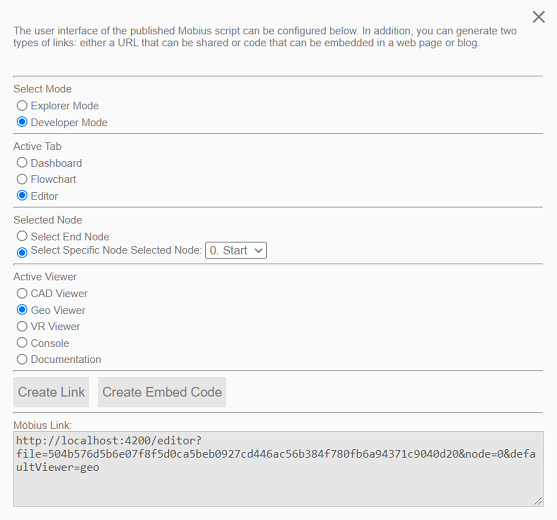 The user interface of the published Mobius script can be configured below. In addition, you can generate two
types of links: either a URL that can be shared or code that can be embedded in a web page or blog.
Select Mode
Explorer Mode
Developer Mode
Active Tab
Dashboard
Flowchart
Editor
Selected Node
Select End Node
Select Specific Node Selected Node: 0. Start
Active Viewer
CAD Viewer
Geo Viewer
VR Viewer
Console
Documentation
Create Link Create Embed Code
Möbius Link:
http://localhost:4200/editor?
file=504b576d5b6e07f8f5d0ca5beb0927cd446ac56b384f780fb6a94371c9040d20&node=0&defa
ultViewer=geo